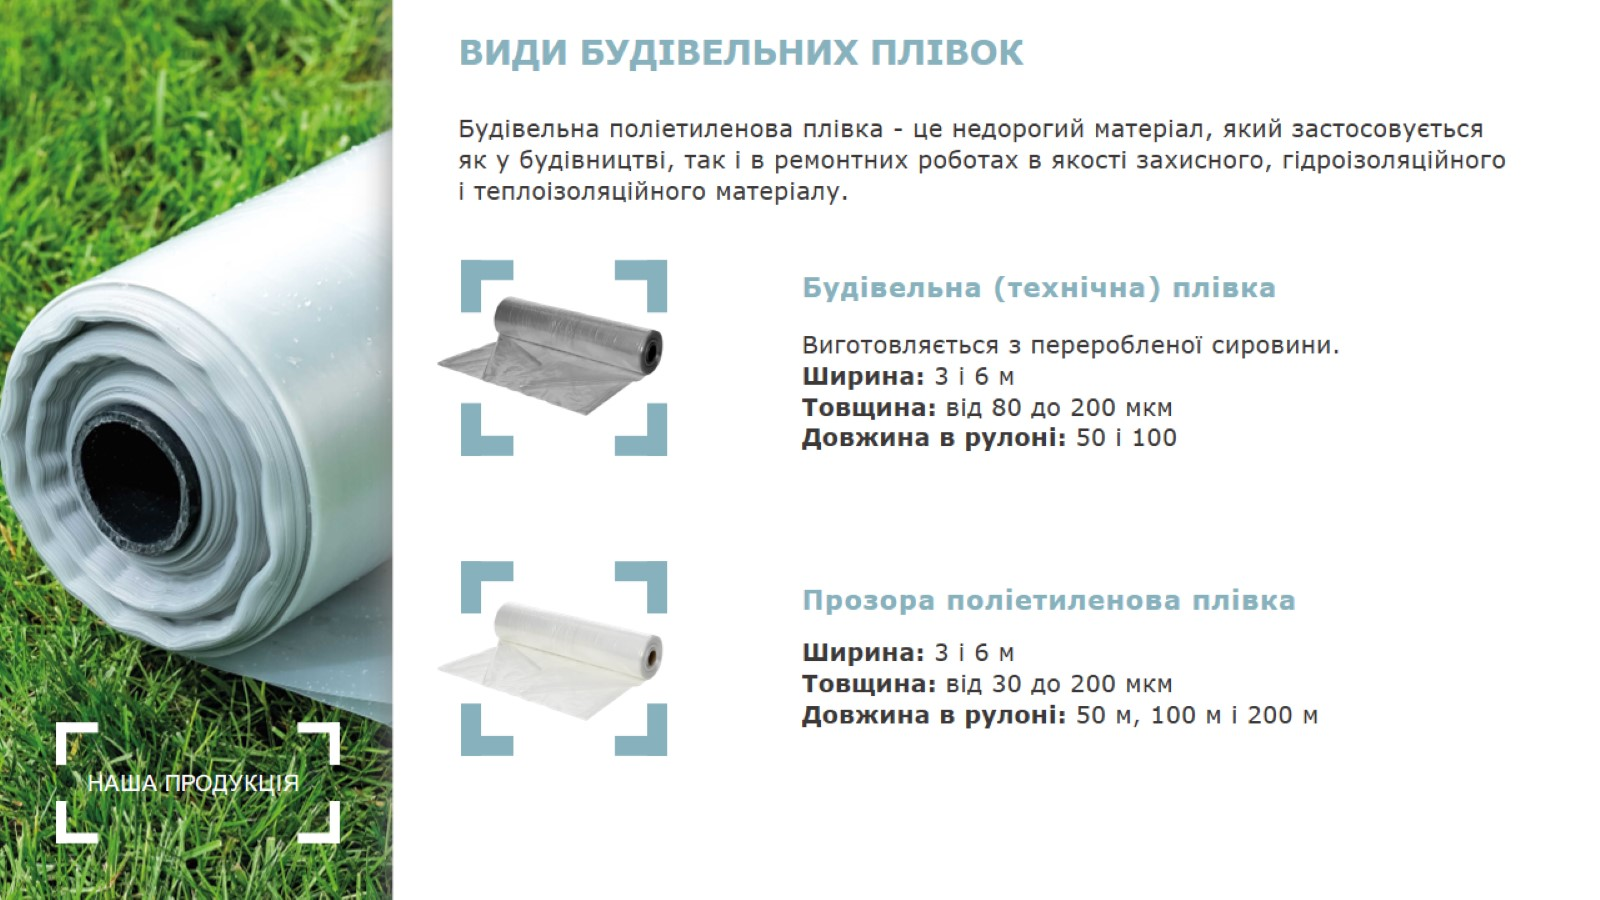 ВИДИ БУДІВЕЛЬНИХ ПЛІВОК
Будівельна поліетиленова плівка - це недорогий матеріал, який застосовується
як у будівництві, так і в ремонтних роботах в якості захисного, гідроізоляційного
і теплоізоляційного матеріалу.
Будівельна (технічна) плівка
Виготовляється з переробленої сировини.
Ширина: 3 і 6 м
Товщина: від 80 до 200 мкм
Довжина в рулоні: 50 і 100
Прозора поліетиленова плівка
Ширина: 3 і 6 м
Товщина: від 30 до 200 мкм
Довжина в рулоні: 50 м, 100 м і 200 м
НАША ПРОДУКЦІЯ